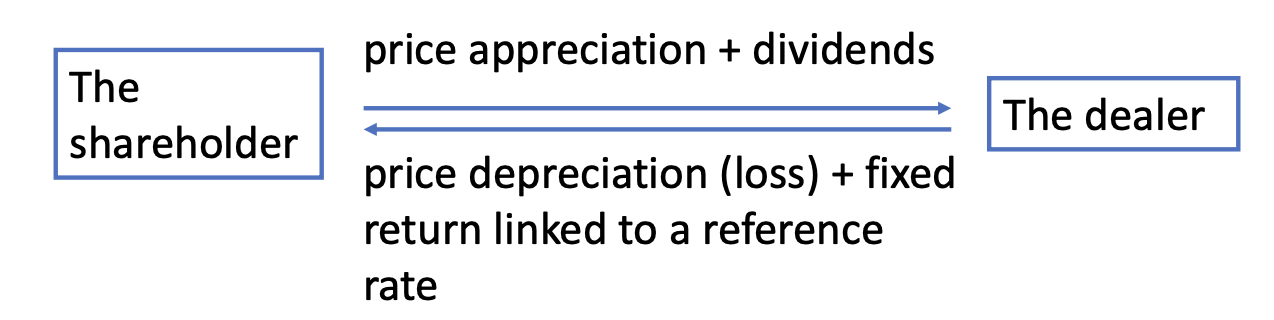 The
shareholder
price appreciation + dividends
The dealer
price depreciation (loss) + fixed
return linked to a reference
rate